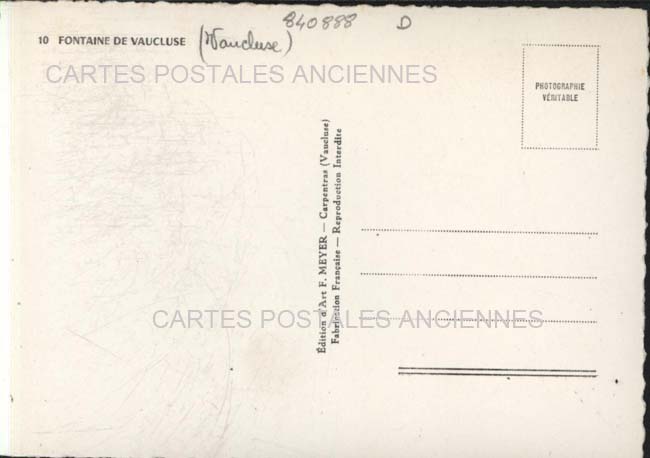 840888 D
10 FONTAINE DE VAUCLUSE (Vaucluse)
CARTES POSTALES ANCIENNES
PHOTOGRAPHIE
VÉRITABLE
Édition d'Art F. MEYER — Carpentras (Vaucluse)
Fabrication Française — Reproduction Interdite
CARTES POSTALES ANCIENNES